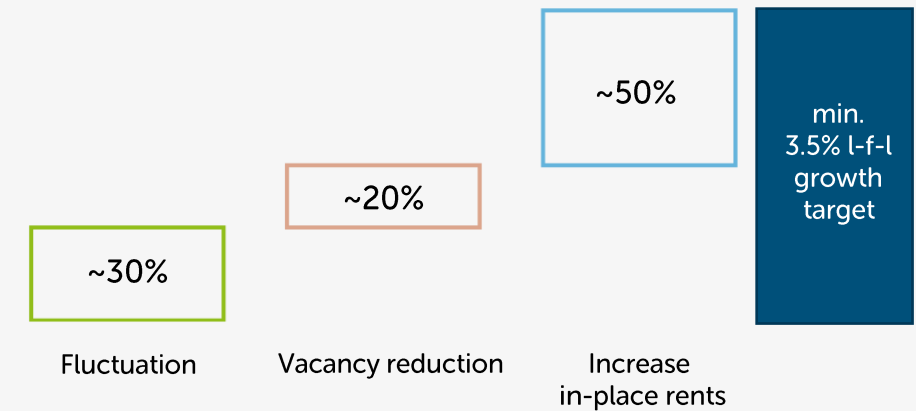 ~50%
min.
3.5% l-f-l
growth
target
~20%
~30%
Fluctuation
Vacancy reduction
Increase
in-place rents